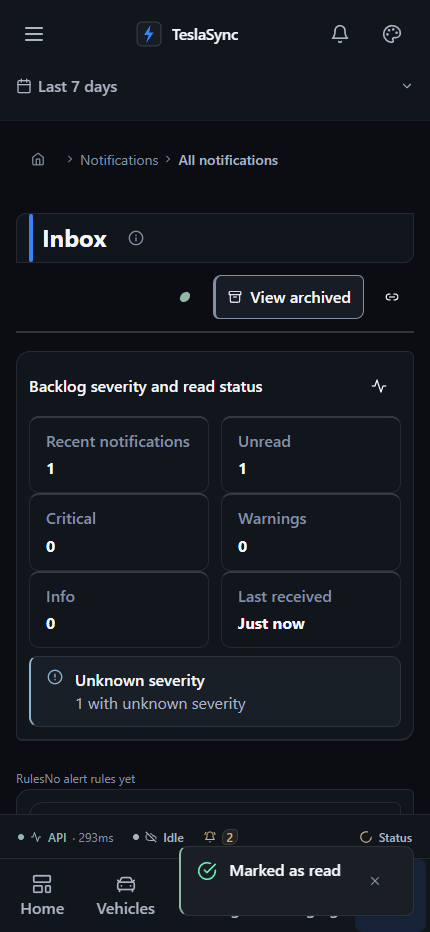 TeslaSync
Last 7 days
Notifications All notifications
Inbox
View archived
Backlog severity and read status
Recent notifications
1
Unread
1
Critical
0
Warnings
0
Info
0
Last received
Just now
Unknown severity
1 with unknown severity
RulesNo alert rules yet
API · 293ms Idle 2 Status
Marked as read
Home Vehicles